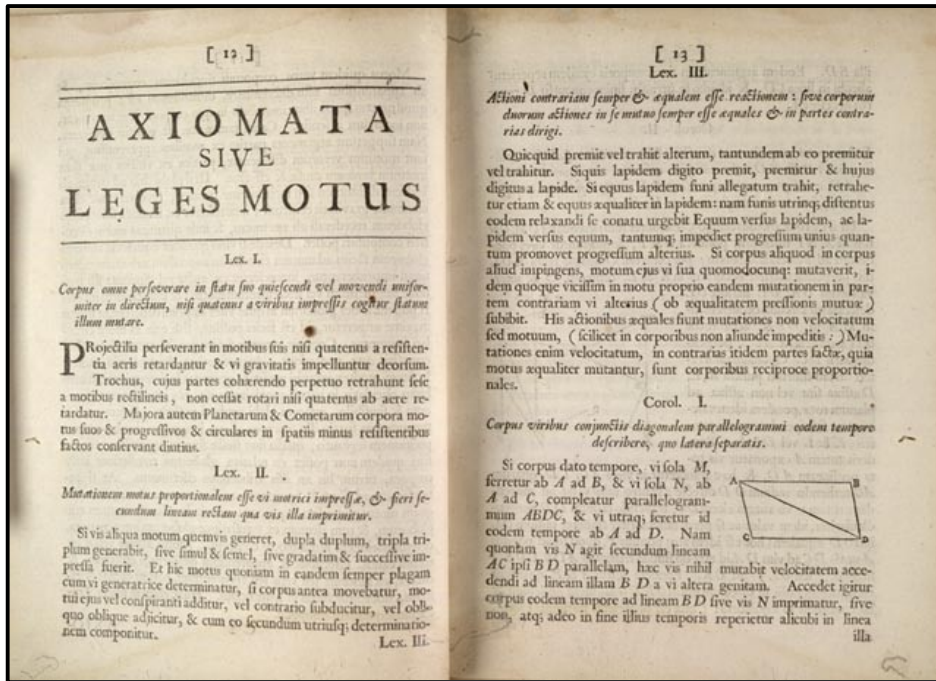 [ 12 ]
AXIOMATA
SIVE
LEGES MOTUS
Lex. I.
Corpus omne perseverare in statu suo quiescendi vel movendi unifor-
miter in directum, nisi quatenus a viribus impressis cogitur statum
illum mutare.
PRojectilia perseverant in motibus suis nisi quatenus a resisten-
tia aeris retardantur & vi gravitatis impelluntur deorsum.
Trochus, cujus partes cohærendo perpetuo retrahunt sese
a motibus rectilineis, non cessat rotari nisi quatenus ab aere re-
tardatur. Majora autem Planetarum & Cometarum corpora mo-
tus suos & progressivos & circulares in spatiis minus resistentibus
factos conservant diutius.
Lex. II.
Mutationem motus proportionalem esse vi motrici impressæ, & fieri se-
cundum lineam rectam qua vis illa imprimitur.
Si vis aliqua motum quemvis generet, dupla duplum, tripla tri-
plum generabit, sive simul & semel, sive gradatim & successive im-
pressa fuerit. Et hic motus quoniam in eandem semper plagam
cum vi generatrice determinatur, si corpus antea movebatur, mo-
tui ejus vel conspiranti additur, vel contrario subducitur, vel obli-
quo oblique adjicitur, & cum eo secundum utriusq; determinatio-
nem componitur.
Lex. III.
[ 13 ]
Lex. III.
Actioni contrariam semper & æqualem esse reactionem : sive corporum
duorum actiones in se mutuo semper esse æquales & in partes contra-
rias dirigi.
Quicquid premit vel trahit alterum, tantundem ab eo premitur
vel trahitur. Siquis lapidem digito premit, premitur & hujus
digitus a lapide. Si equus lapidem funi allegatum trahit, retrahe-
tur etiam & equus æqualiter in lapidem : nam funis utrinq; distentus
eodem relaxandi se conatu urgebit Equum versus lapidem, ac la-
pidem versus equum, tantumq; impediet progressum unius quan-
tum promovet progressum alterius. Si corpus aliquod in corpus
aliud impingens, motum ejus vi sua quomodocunq: mutaverit, i-
dem quoque vicissim in motu proprio eandem mutationem in par-
tem contrariam vi alterius ( ob æqualitatem pressionis mutuæ )
subibit. His actionibus æquales fiunt mutationes non velocitatum
sed motuum, ( scilicet in corporibus non aliunde impeditis : ) Mu-
tationes enim velocitatum, in contrarias itidem partes factæ, quia
motus æqualiter mutantur, sunt corporibus reciproce proportio-
nales.
Corol. I.
Corpus viribus conjunctis diagonalem parallelogrammi eodem tempore
describere, quo latera separatis.
Si corpus dato tempore, vi sola M,
ferretur ab A ad B, & vi sola N, ab
A ad C, compleatur parallelogram-
mum ABDC, & vi utraq; feretur id
eodem tempore ab A ad D. Nam
quoniam vis N agit secundum lineam
AC ipsi BD parallelam, hæc vis nihil mutabit velocitatem acce-
dendi ad lineam illam BD a vi altera genitam. Accedet igitur
corpus eodem tempore ad lineam BD sive vis N imprimatur, sive
non, atq; adeo in fine illius temporis reperietur alicubi in linea
illa
A
B
C
D